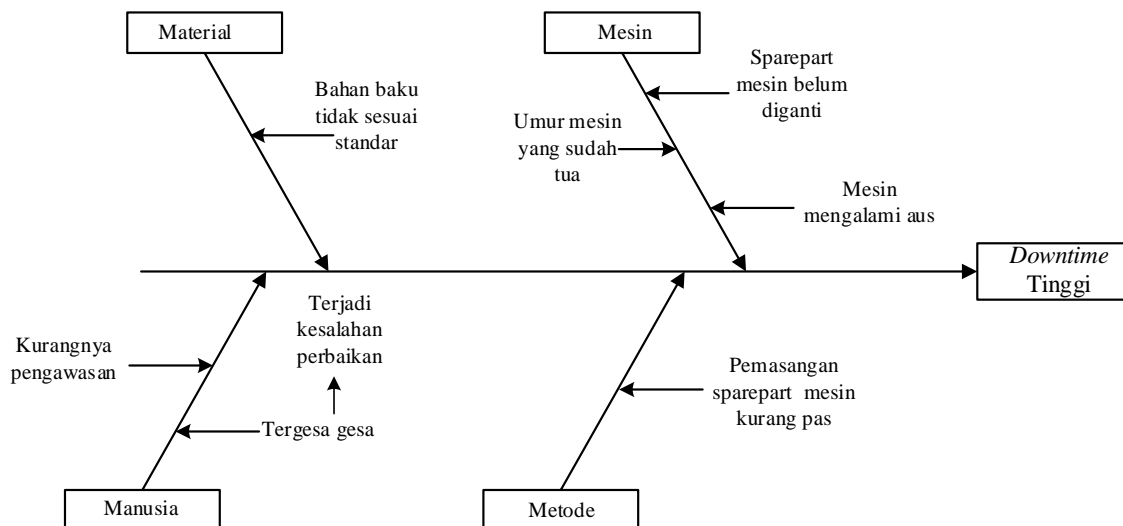 Material
Mesin
Bahan baku
tidak sesuai
standar
Sparepart
mesin belum
diganti
Umur mesin
yang sudah
tua
Mesin
mengalami aus
Downtime
Tinggi
Kurangnya
pengawasan
Terjadi
kesalahan
perbaikan
Tergesa gesa
Pemasangan
sparepart mesin
kurang pas
Manusia
Metode